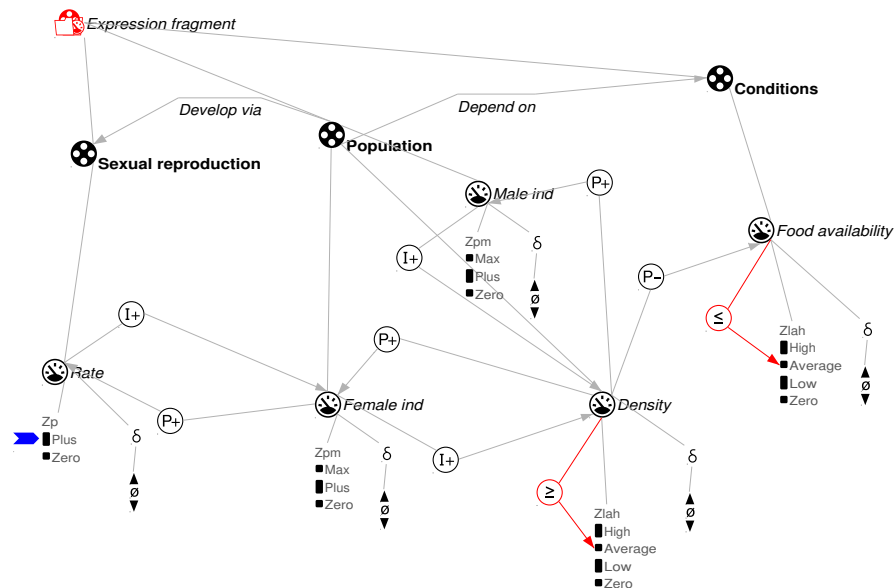 Expression fragment
Develop via
Depend on
Conditions
Population
Sexual reproduction
Male ind
P+
Food availability
Zpm
δ
Max
Plus
Zero
ø
I+
P−
≤
Zlah
δ
High
Average
Low
Zero
ø
I+
P+
Rate
Female ind
Density
Zp
Plus
Zero
P+
δ
ø
Zpm
Max
Plus
Zero
δ
ø
I+
δ
ø
≥
Zlah
High
Average
Low
Zero